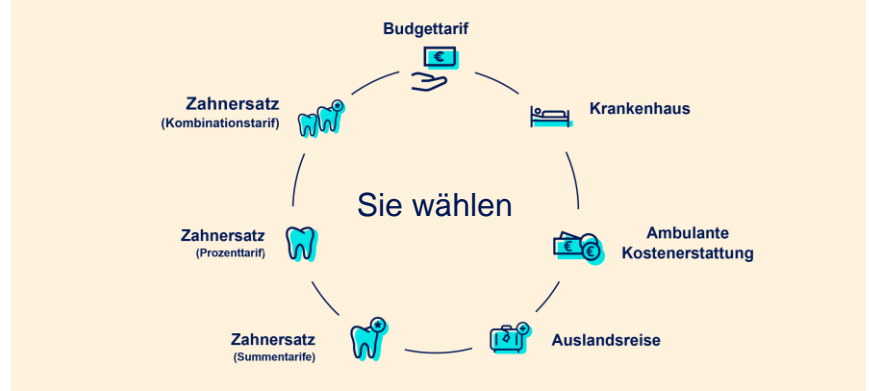 Budgettarif
Zahnersatz
(Kombinationstarif)
Krankenhaus
Sie wählen
Zahnersatz
(Prozenttarif)
Ambulante
Kostenerstattung
Zahnersatz
(Summentarife)
Auslandsreise